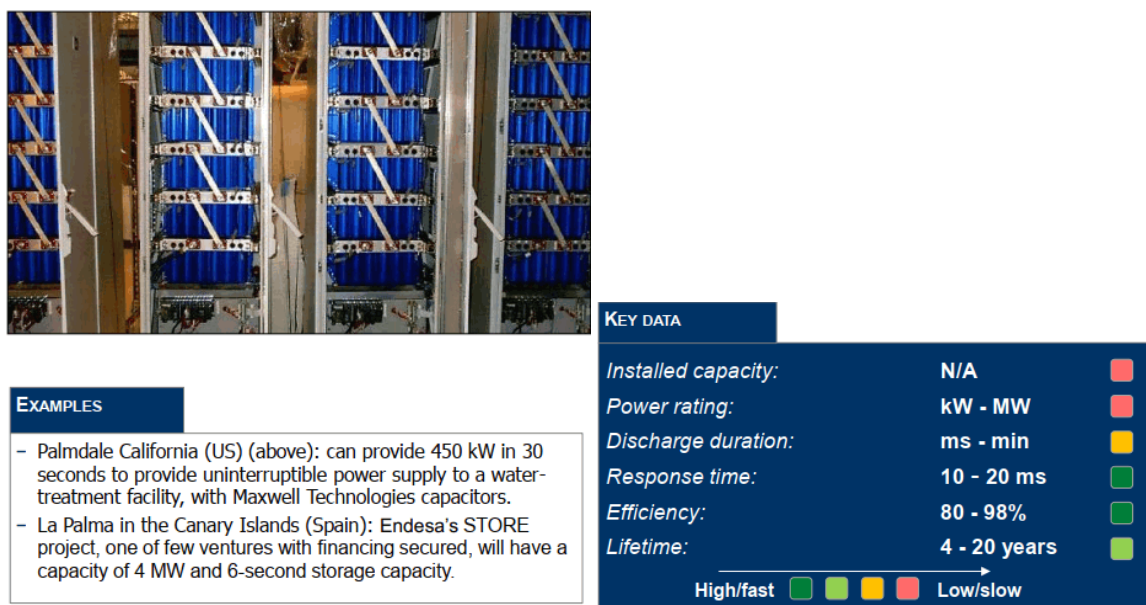 EXAMPLES
– Palmdale California (US) (above): can provide 450 kW in 30
seconds to provide uninterruptible power supply to a water-
treatment facility, with Maxwell Technologies capacitors.
– La Palma in the Canary Islands (Spain): Endesa's STORE
project, one of few ventures with financing secured, will have a
capacity of 4 MW and 6-second storage capacity.
KEY DATA
Installed capacity: N/A
Power rating: kW - MW
Discharge duration: ms - min
Response time: 10 - 20 ms
Efficiency: 80 - 98%
Lifetime: 4 - 20 years
High/fast Low/slow